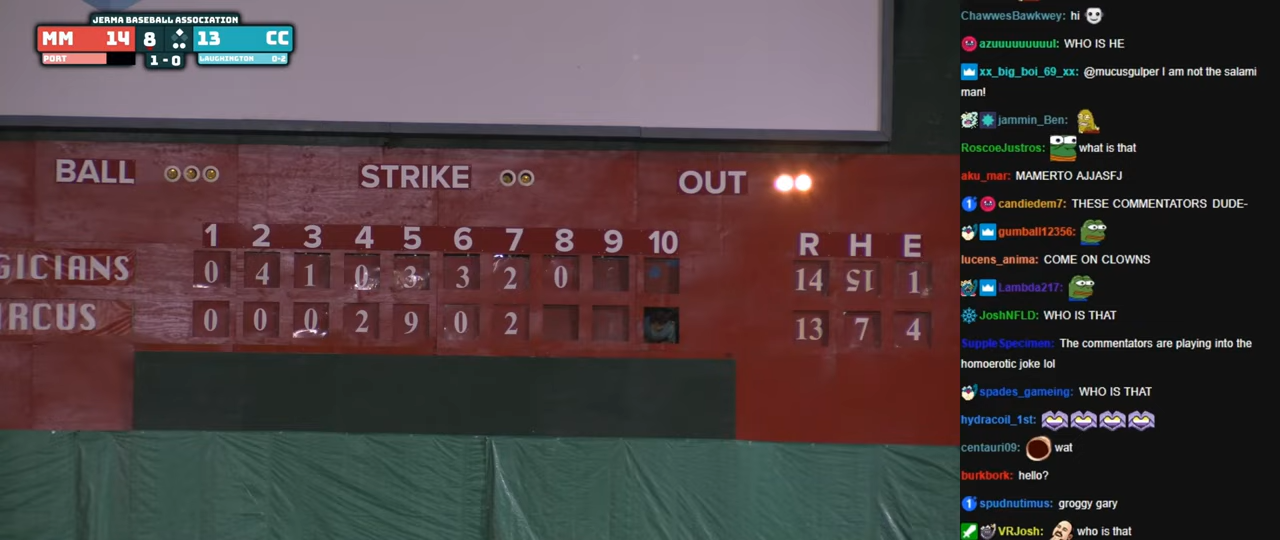 JERMA BASEBALL ASSOCIATION
MM 14 8 13 CC
PORT 1 - 0 LAUGHINGTON 0-2
BALL STRIKE OUT
1 2 3 4 5 6 7 8 9 10 R H E
GICIANS 0 4 1 0 3 3 2 0 14 15 1
RCUS 0 0 0 2 9 0 2 13 7 4
ChawwesBawkwey: hi
azuuuuuuuuul: WHO IS HE
xx_big_boi_69_xx: @mucusgulper I am not the salami
man!
jammin_Ben:
RoscoeJustros: what is that
aku_mar: MAMERTO AJJASFJ
candiedem7: THESE COMMENTATORS DUDE-
gumball12356:
lucens_anima: COME ON CLOWNS
Lambda217:
JoshNFLD: WHO IS THAT
SuppleSpecimen: The commentators are playing into the
homoerotic joke lol
spades_gameing: WHO IS THAT
hydracoil_1st:
centauri09: wat
burkbork: hello?
spudnutimus: groggy gary
VRJosh: who is that